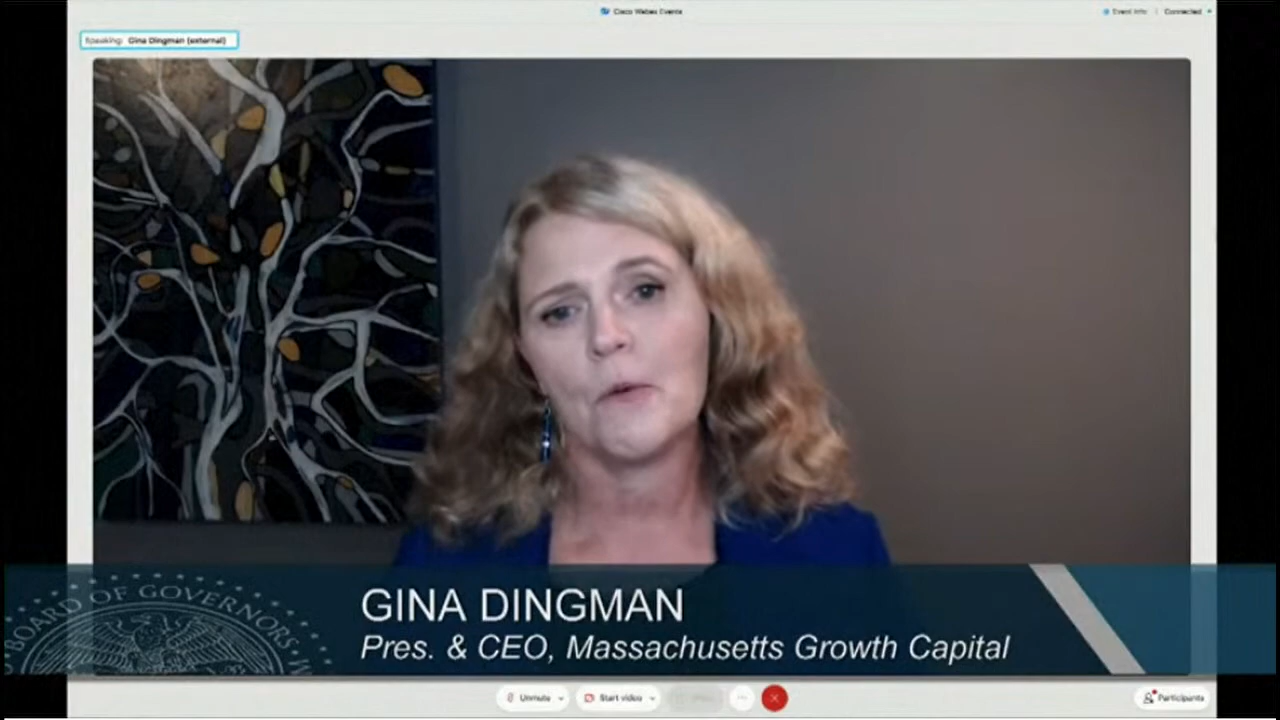 Cisco Webex Events
Event Info
Connected
Speaking: Gina Dingman (external)
GINA DINGMAN
Pres. & CEO, Massachusetts Growth Capital
BOARD OF GOVERNORS
Unmute
Start video
Participants